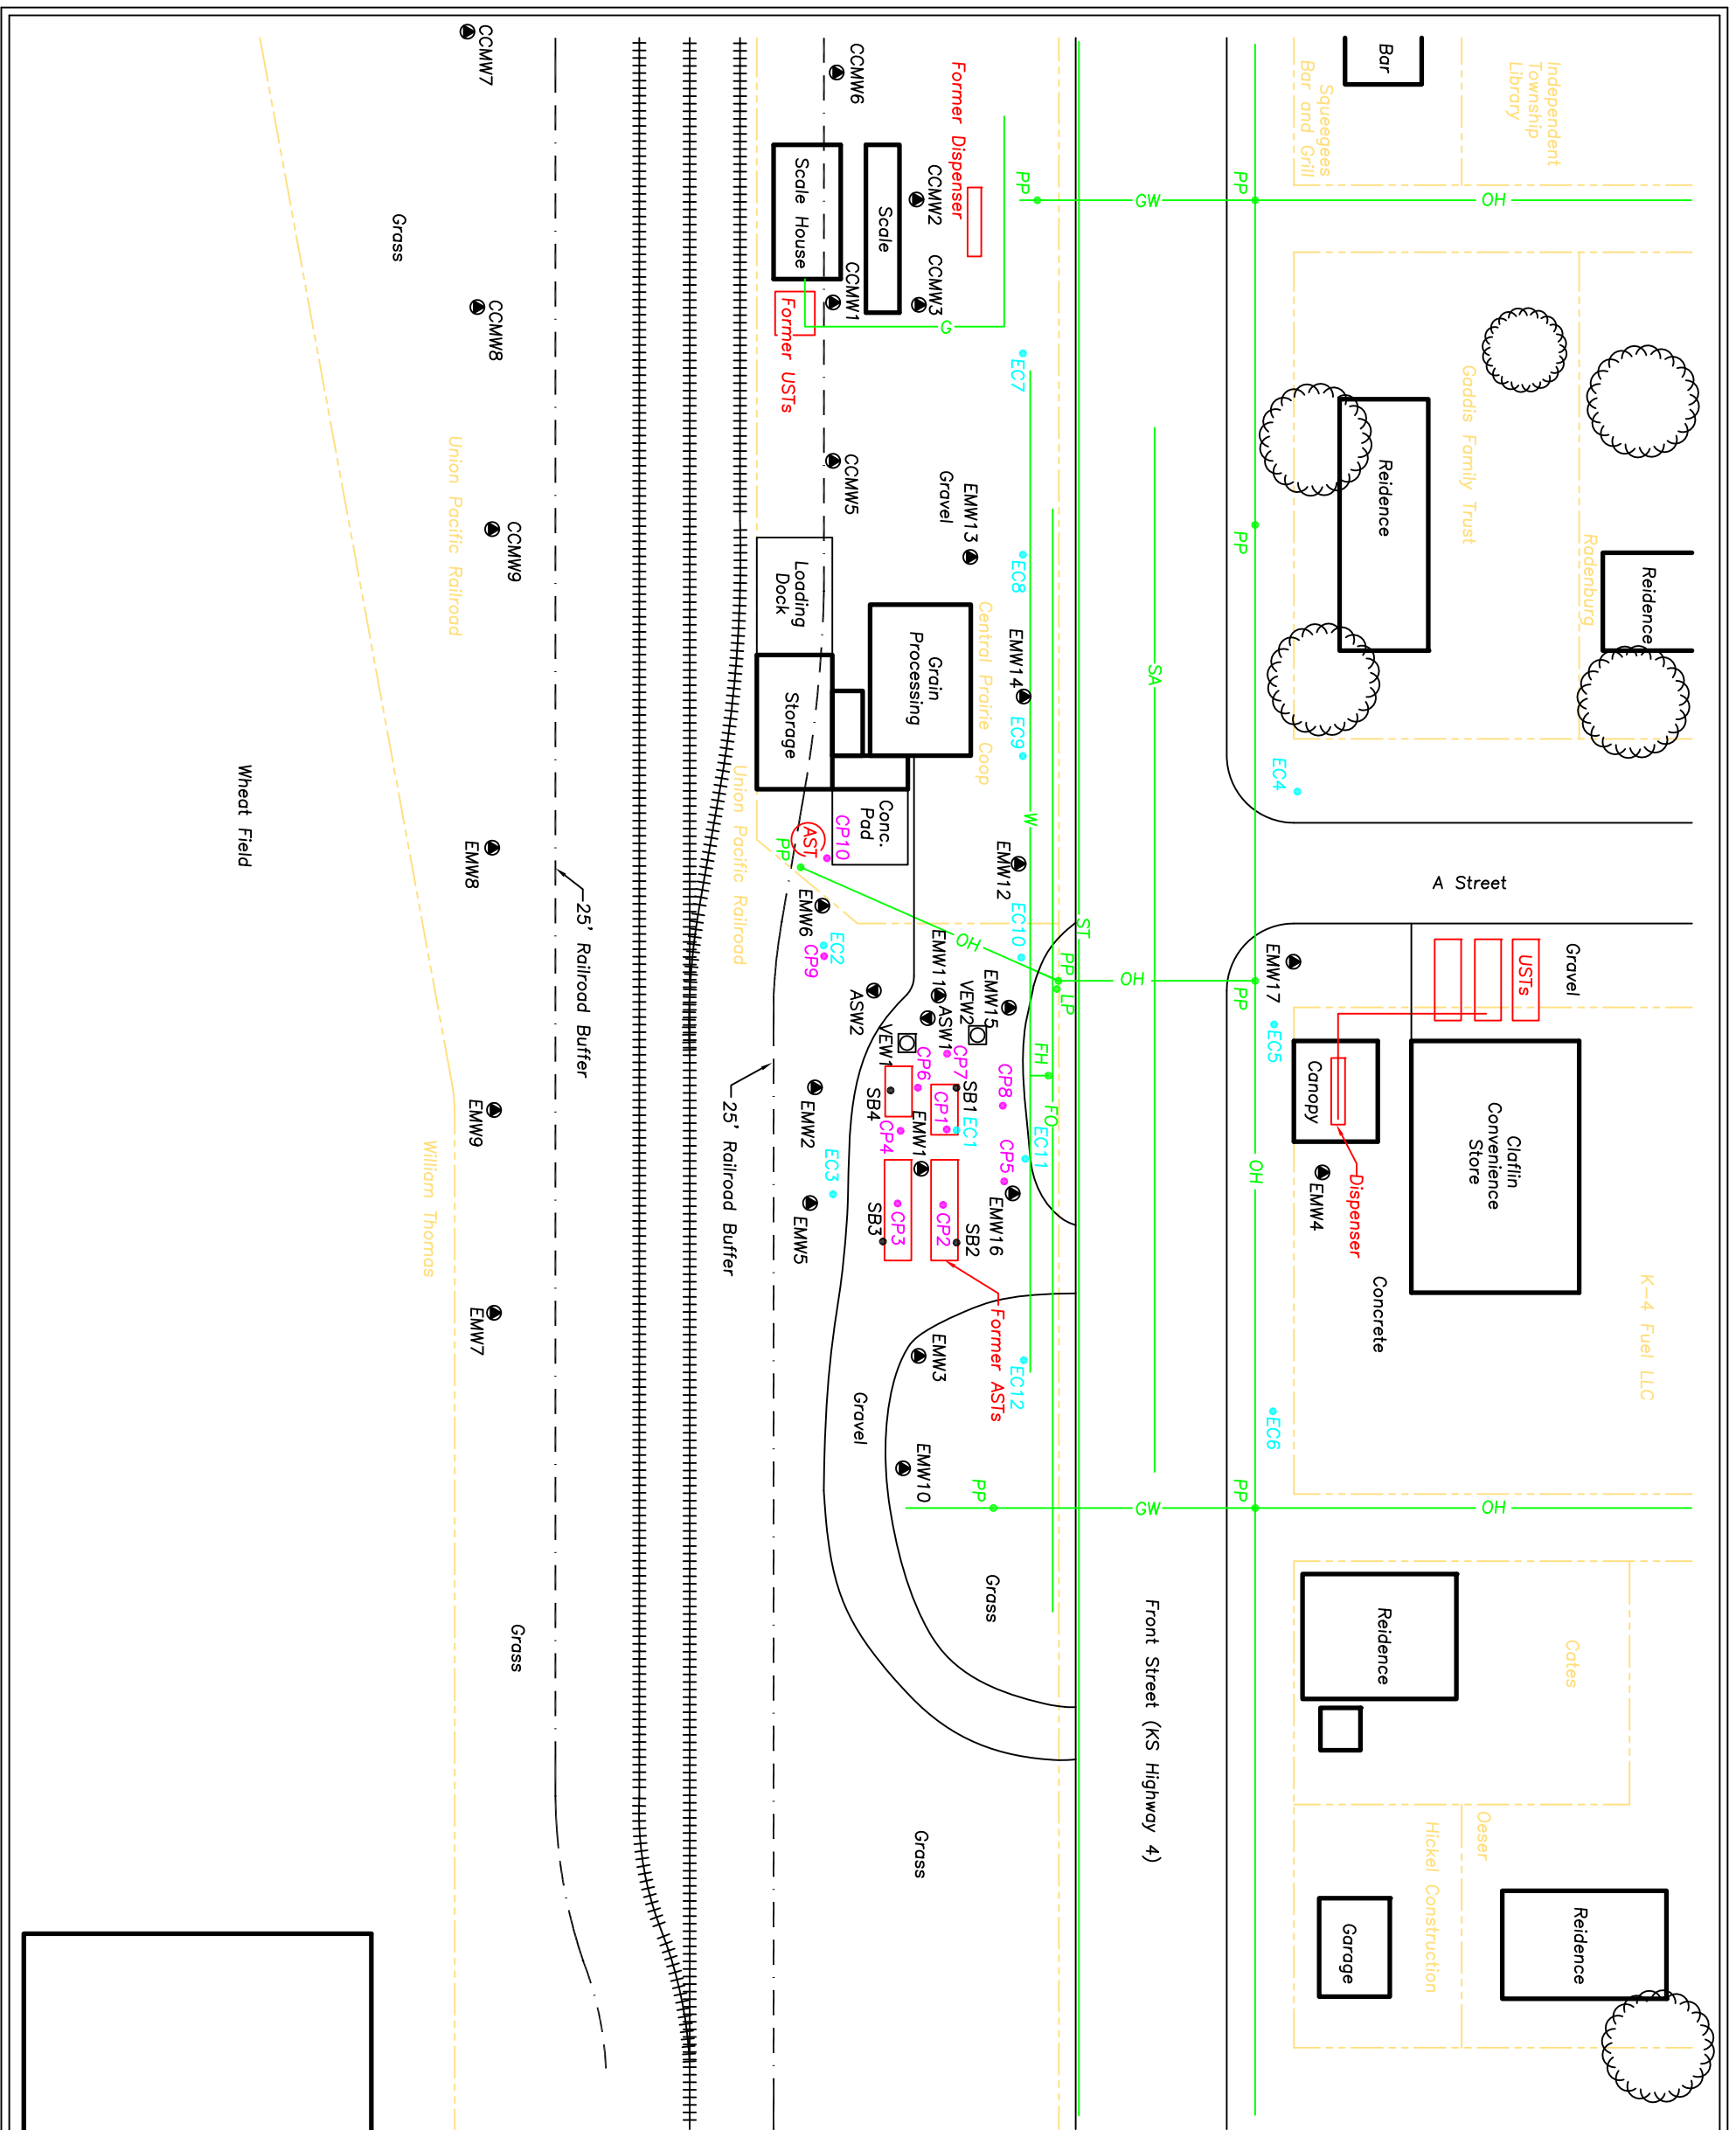 Independent
Township
Library
Squeegees
Bar and Grill
Bar
OH
PP
GW
PP
Gaddis Family Trust
Radenburg
Reidence
Reidence
PP
EC4
A Street
Gravel
USTs
EMW17
PP
EC5
Canopy
Claflin
Convenience
Store
Dispenser
EMW4
OH
Concrete
K-4 Fuel LLC
EC6
PP
OH
GW
PP
Reidence
Cates
Oeser
Hickel Construction
Garage
Reidence
SA
Front Street (KS Highway 4)
CCMW6
Former Dispenser
CCMW2
Scale House
Scale
CCMW3
CCMW1
G
Former USTs
EC7
CCMW5
Gravel
EMW13
EC8
Loading
Dock
Grain
Processing
Central Prairie Coop
EMW14
EC9
Storage
W
Conc.
Pad
CP10
AST
PP
EMW12
EMW6
EC10
ST
EC2
CP9
OH
OH
PP
LP
EMW11
EMW15
VEW2
ASW1
ASW2
VEW1
CP6
CP7
CP8
FH
FO
SB1
EC1
CP1
SB4
CP4
EMW1
EC11
CP5
EMW2
EC3
EMW5
EMW16
SB3
CP3
CP2
SB2
Former ASTs
EMW3
EC12
Gravel
EMW10
Grass
Grass
Union Pacific Railroad
25' Railroad Buffer
25' Railroad Buffer
CCMW7
Grass
CCMW8
Union Pacific Railroad
CCMW9
EMW8
EMW9
William Thomas
EMW7
Grass
Wheat Field